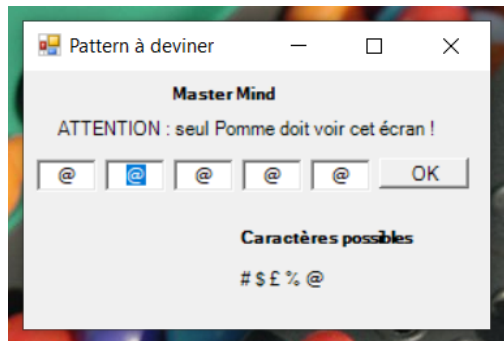 Pattern à deviner
Master Mind
ATTENTION : seul Pomme doit voir cet écran !
@ @ @ @ @ OK
Caractères possibles
# $ £ % @